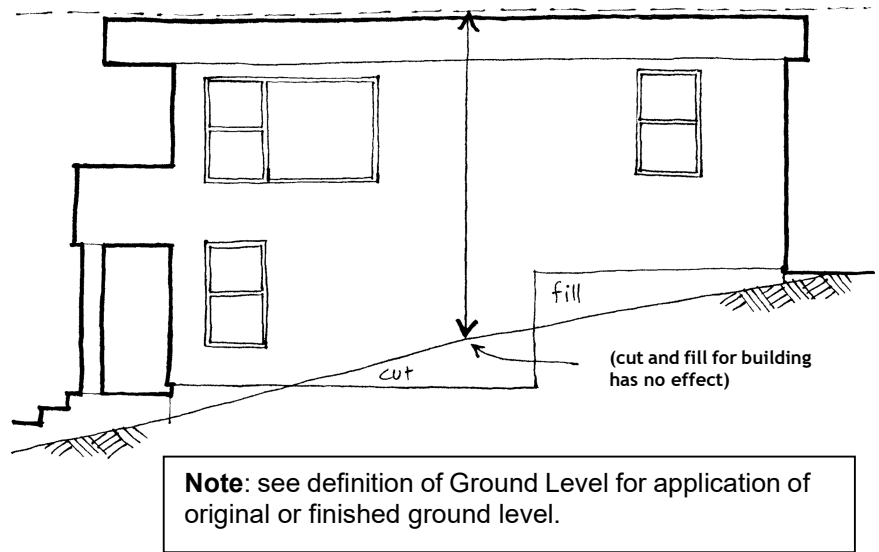 fill
cut
(cut and fill for building
has no effect)
Note: see definition of Ground Level for application of
original or finished ground level.